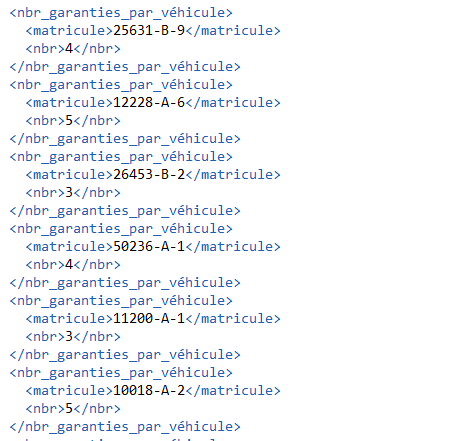 <nbr_garanties_par_véhicule>
<matricule>25631-B-9</matricule>
<nbr>4</nbr>
</nbr_garanties_par_véhicule>
<nbr_garanties_par_véhicule>
<matricule>12228-A-6</matricule>
<nbr>5</nbr>
</nbr_garanties_par_véhicule>
<nbr_garanties_par_véhicule>
<matricule>26453-B-2</matricule>
<nbr>3</nbr>
</nbr_garanties_par_véhicule>
<nbr_garanties_par_véhicule>
<matricule>50236-A-1</matricule>
<nbr>4</nbr>
</nbr_garanties_par_véhicule>
<nbr_garanties_par_véhicule>
<matricule>11200-A-1</matricule>
<nbr>3</nbr>
</nbr_garanties_par_véhicule>
<nbr_garanties_par_véhicule>
<matricule>10018-A-2</matricule>
<nbr>5</nbr>
</nbr_garanties_par_véhicule>